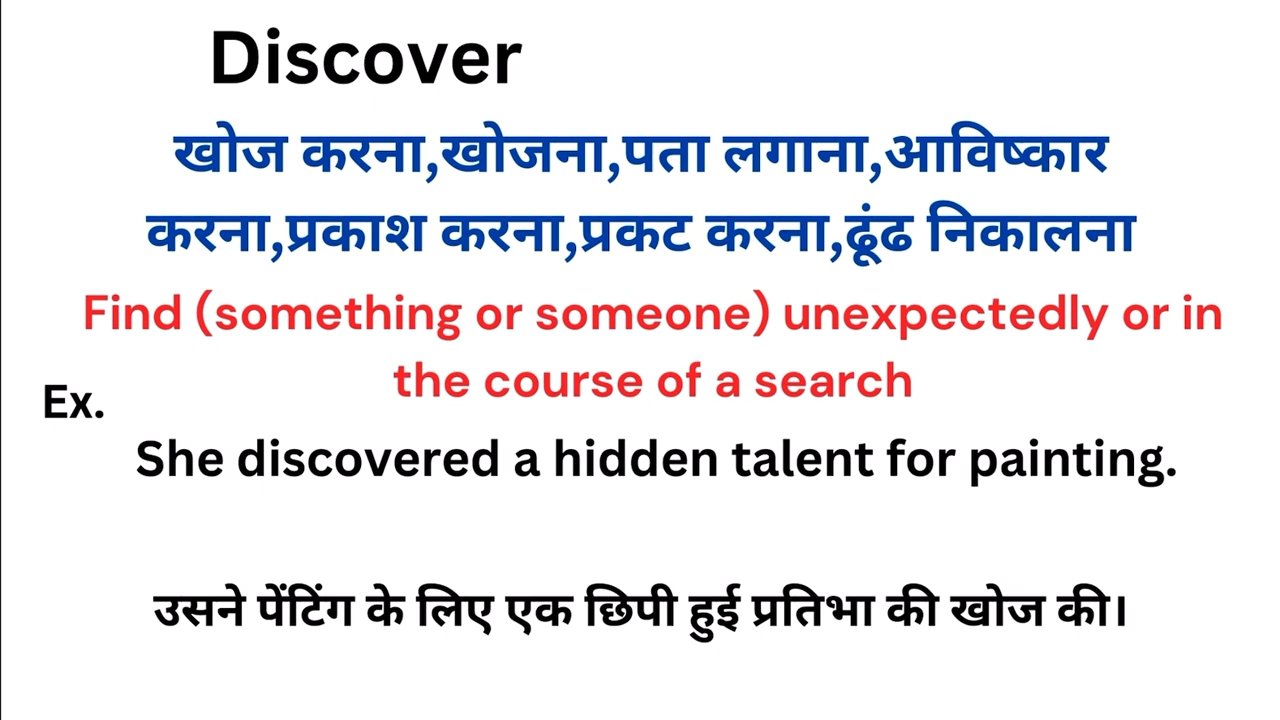 Discover
खोज करना,खोजना,पता लगाना,आविष्कार
करना,प्रकाश करना,प्रकट करना,ढूंढ निकालना
Find (something or someone) unexpectedly or in
the course of a search
Ex.
She discovered a hidden talent for painting.
उसने पेंटिंग के लिए एक छिपी हुई प्रतिभा की खोज की।